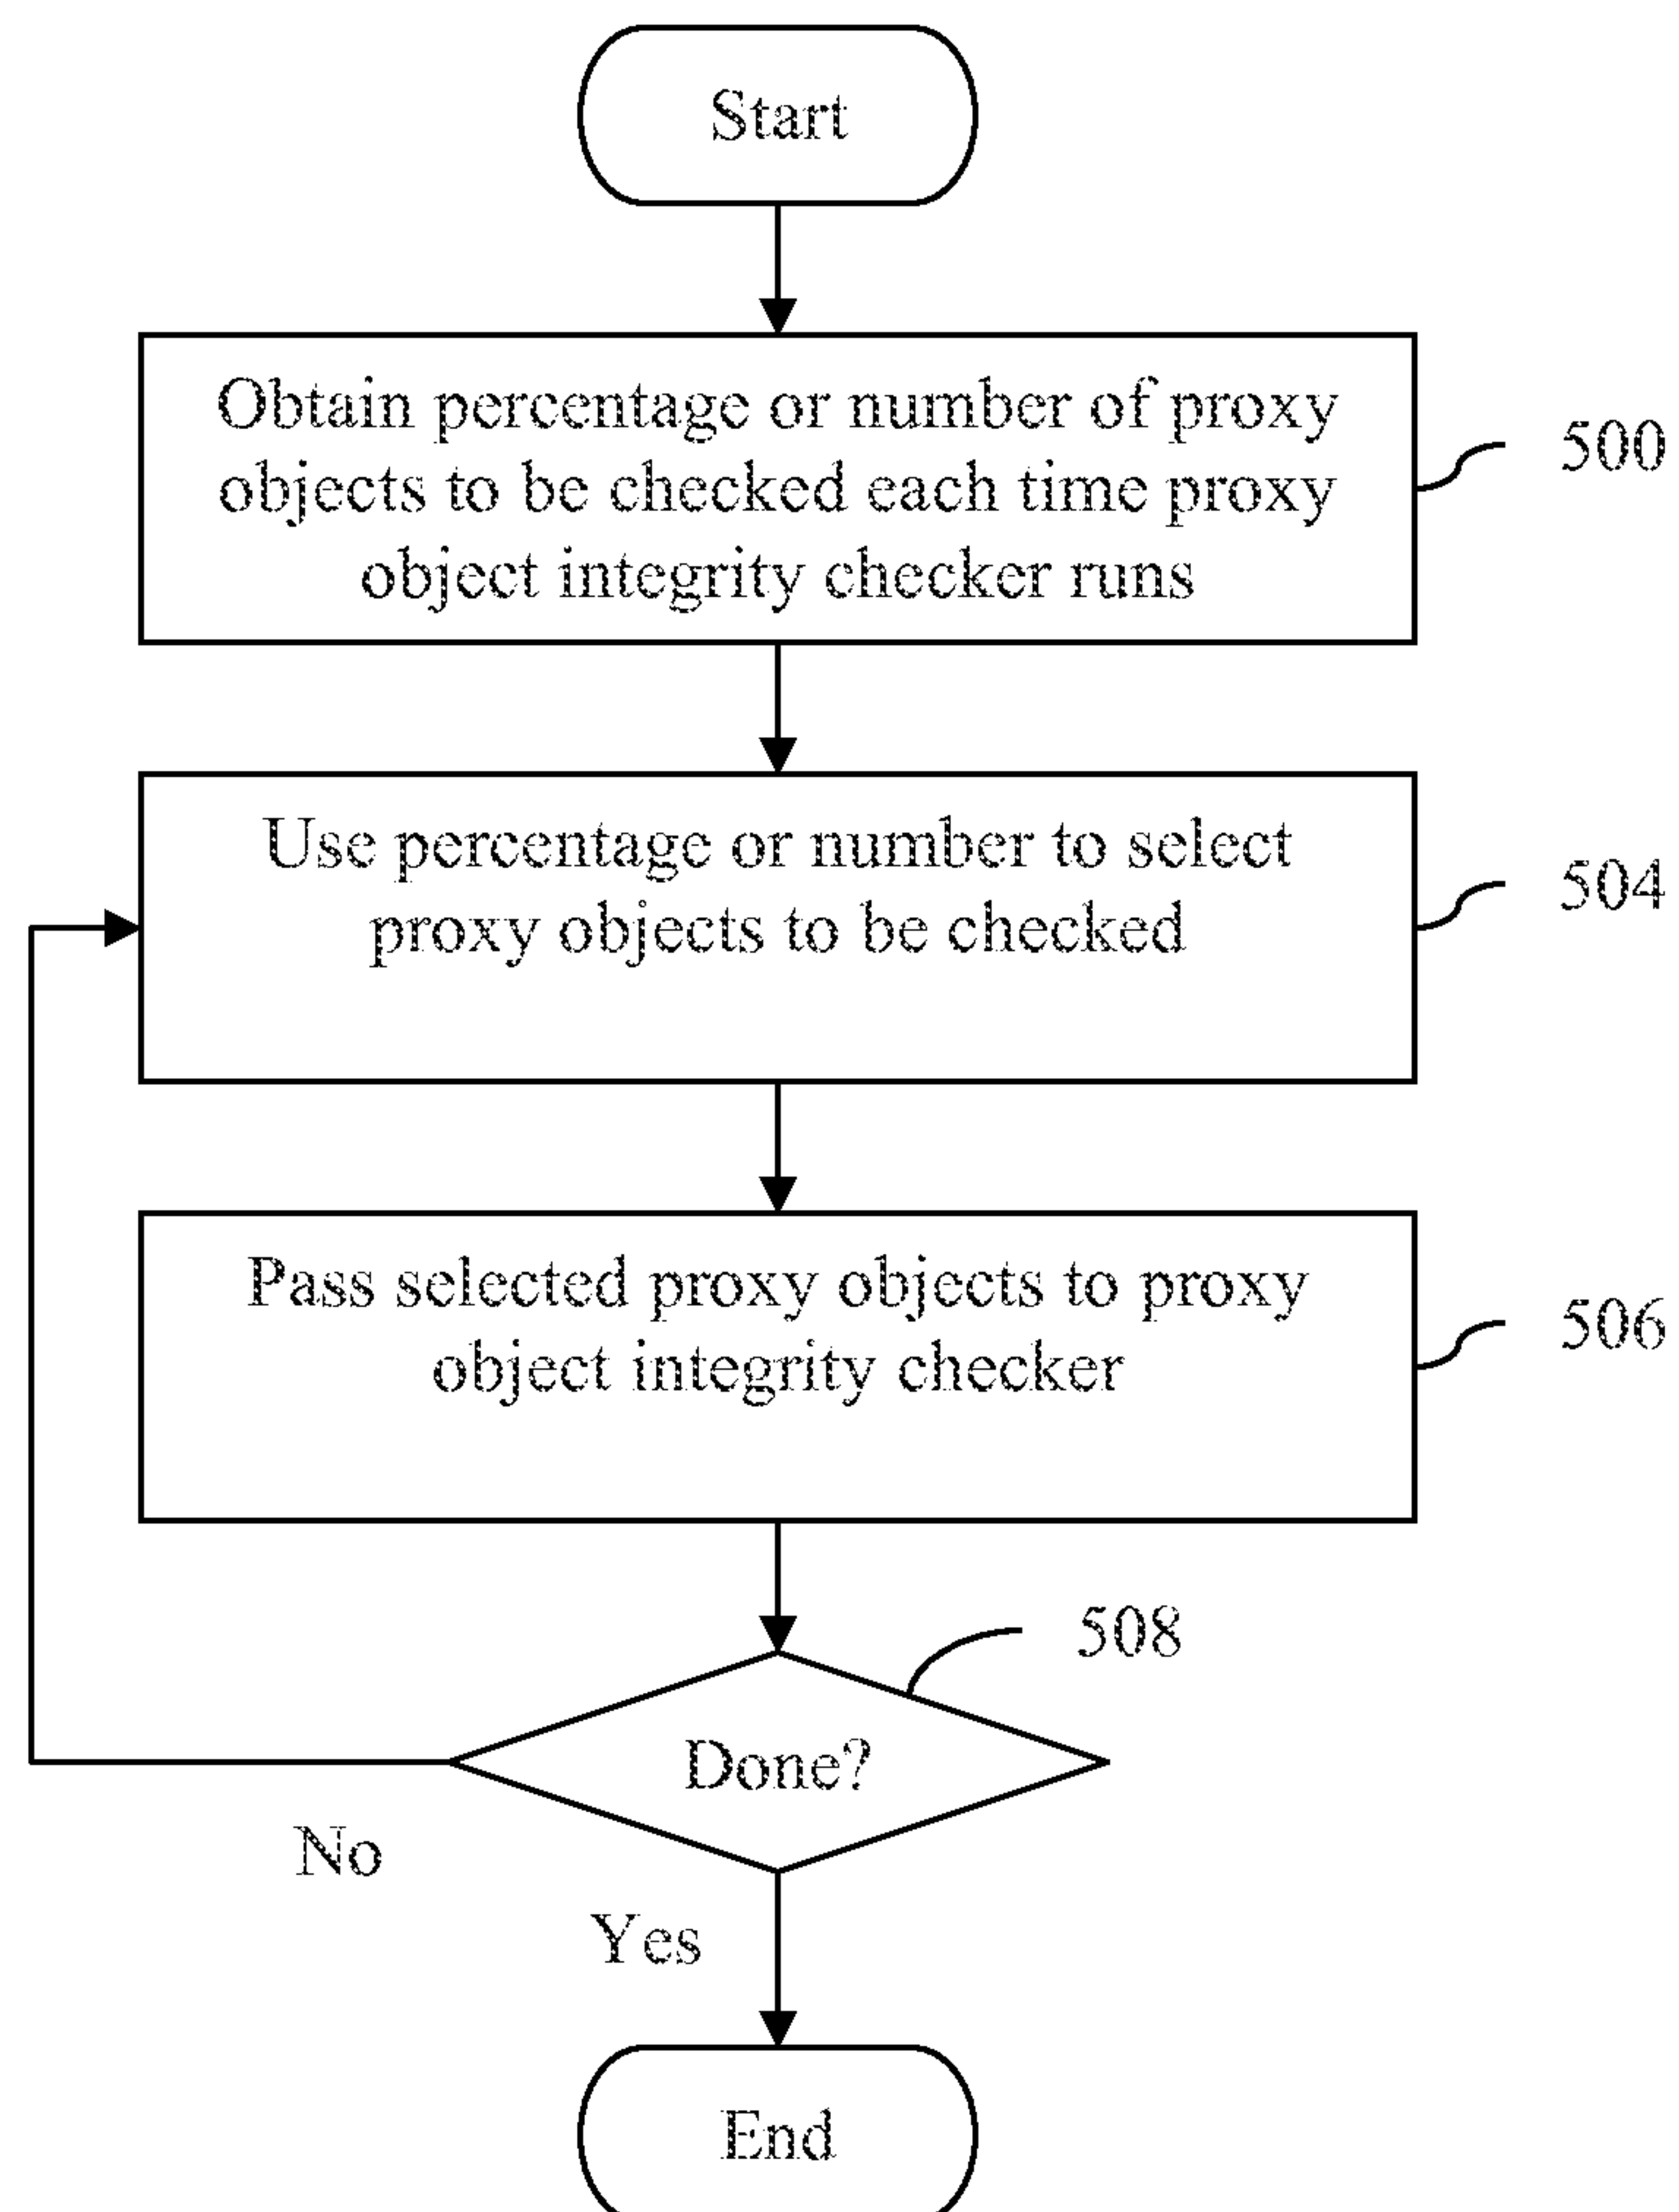 Start
Obtain percentage or number of proxy
objects to be checked each time proxy
object integrity checker runs
500
Use percentage or number to select
proxy objects to be checked
504
Pass selected proxy objects to proxy
object integrity checker
506
508
Done?
No
Yes
End